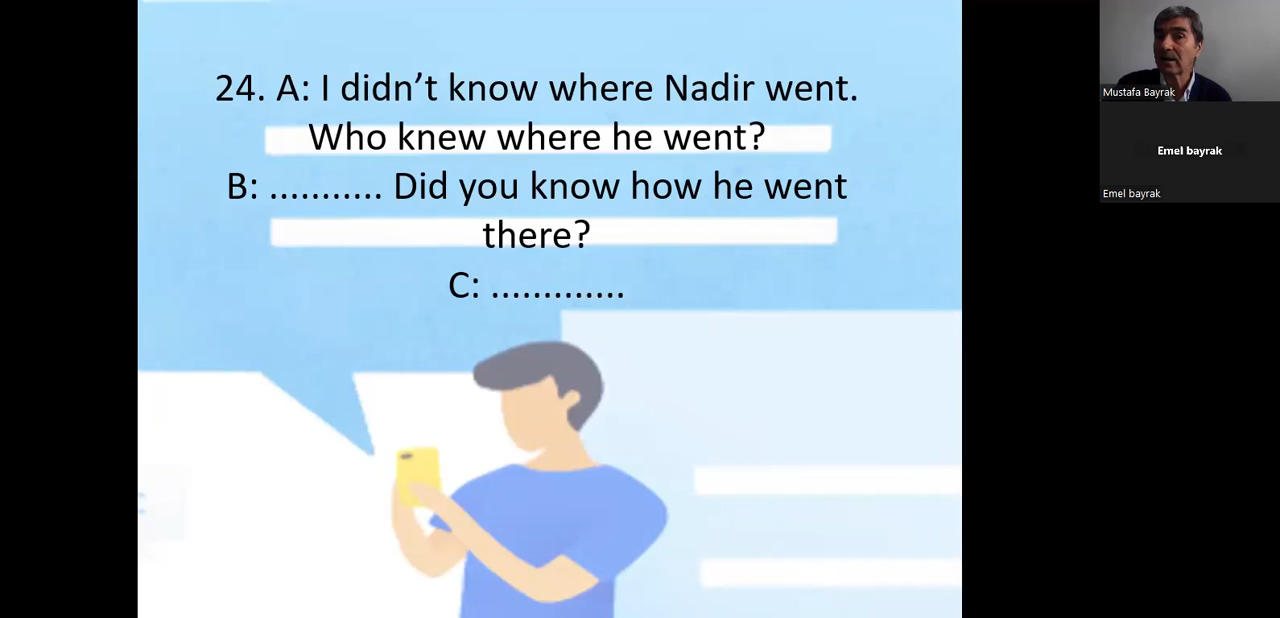 24. A: I didn’t know where Nadir went.
Who knew where he went?
B: ........... Did you know how he went
there?
C: .............
Mustafa Bayrak
Emel bayrak
Emel bayrak